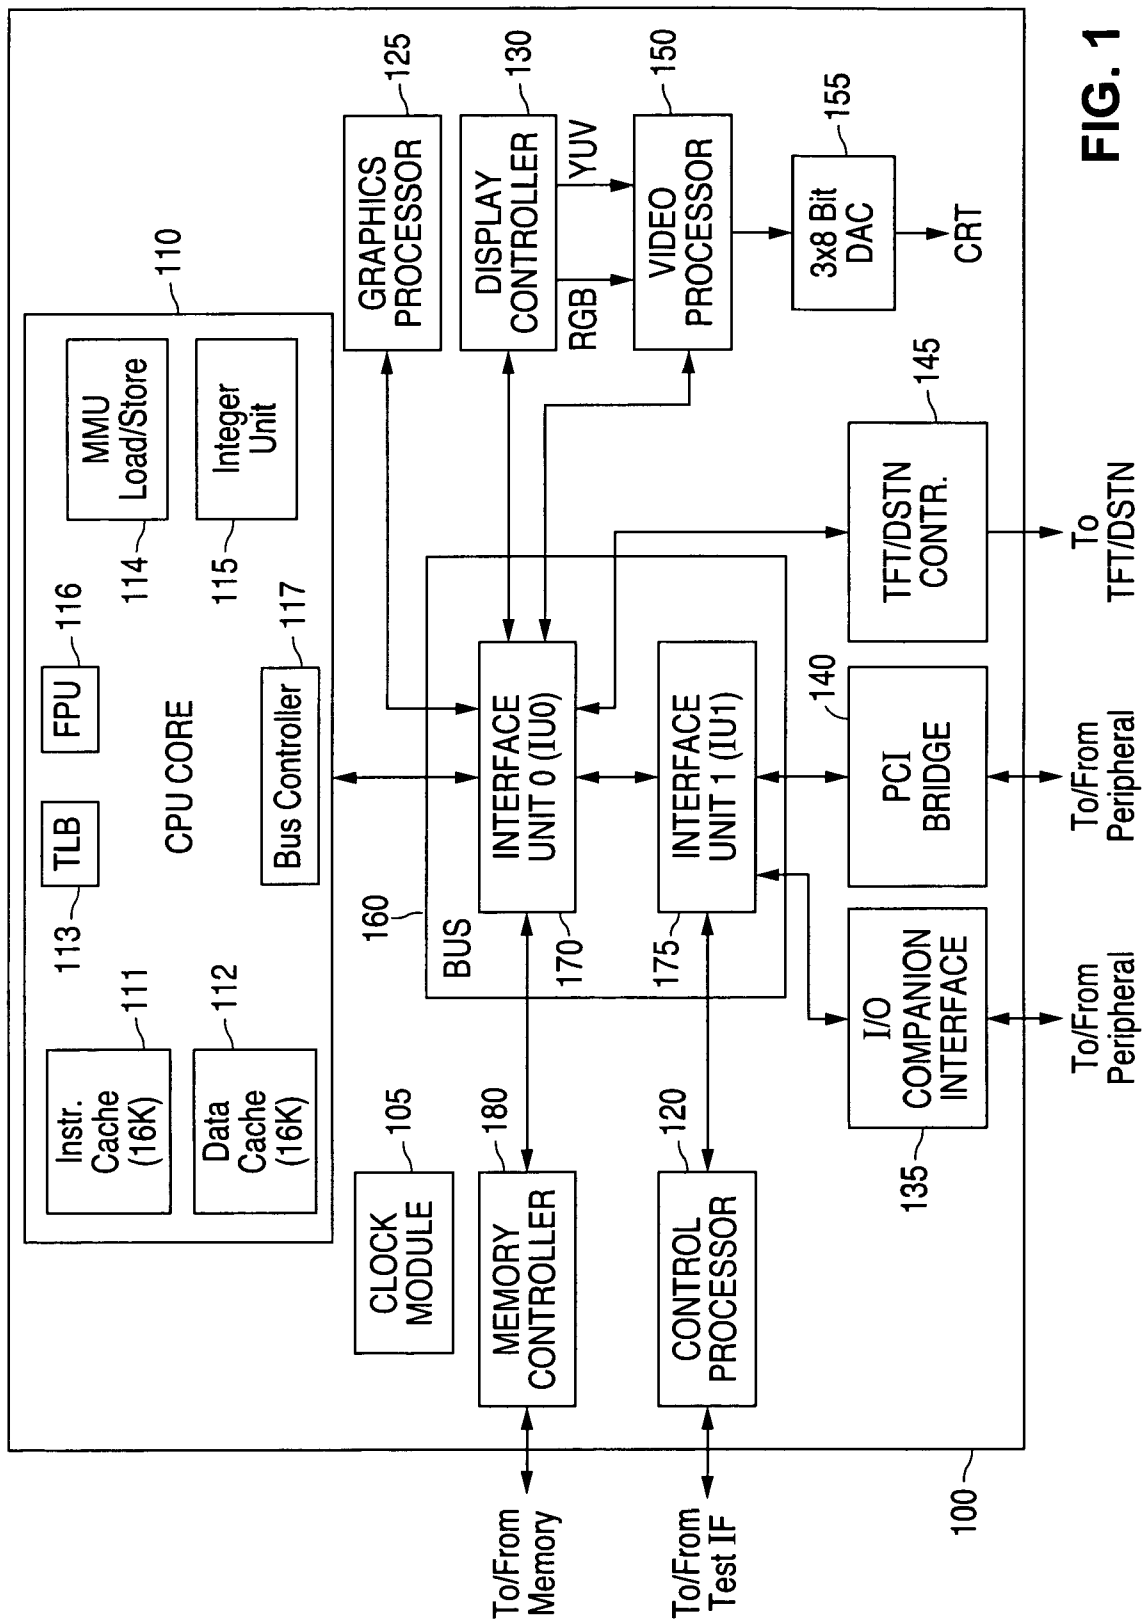 110
Instr.
Cache
(16K)
111
Data
Cache
(16K)
112
TLB
113
FPU
116
CPU CORE
Bus Controller
117
MMU
Load/Store
114
Integer
Unit
115
CLOCK
MODULE
105
160
BUS
GRAPHICS
PROCESSOR
125
To/From
Memory
MEMORY
CONTROLLER
180
INTERFACE
UNIT 0 (IU0)
170
DISPLAY
CONTROLLER
130
RGB
YUV
To/From
Test IF
CONTROL
PROCESSOR
120
INTERFACE
UNIT 1 (IU1)
175
VIDEO
PROCESSOR
150
3x8 Bit
DAC
155
CRT
I/O
COMPANION
INTERFACE
135
PCI
BRIDGE
140
TFT/DSTN
CONTR.
145
100
To/From
Peripheral
To/From
Peripheral
To
TFT/DSTN
FIG. 1